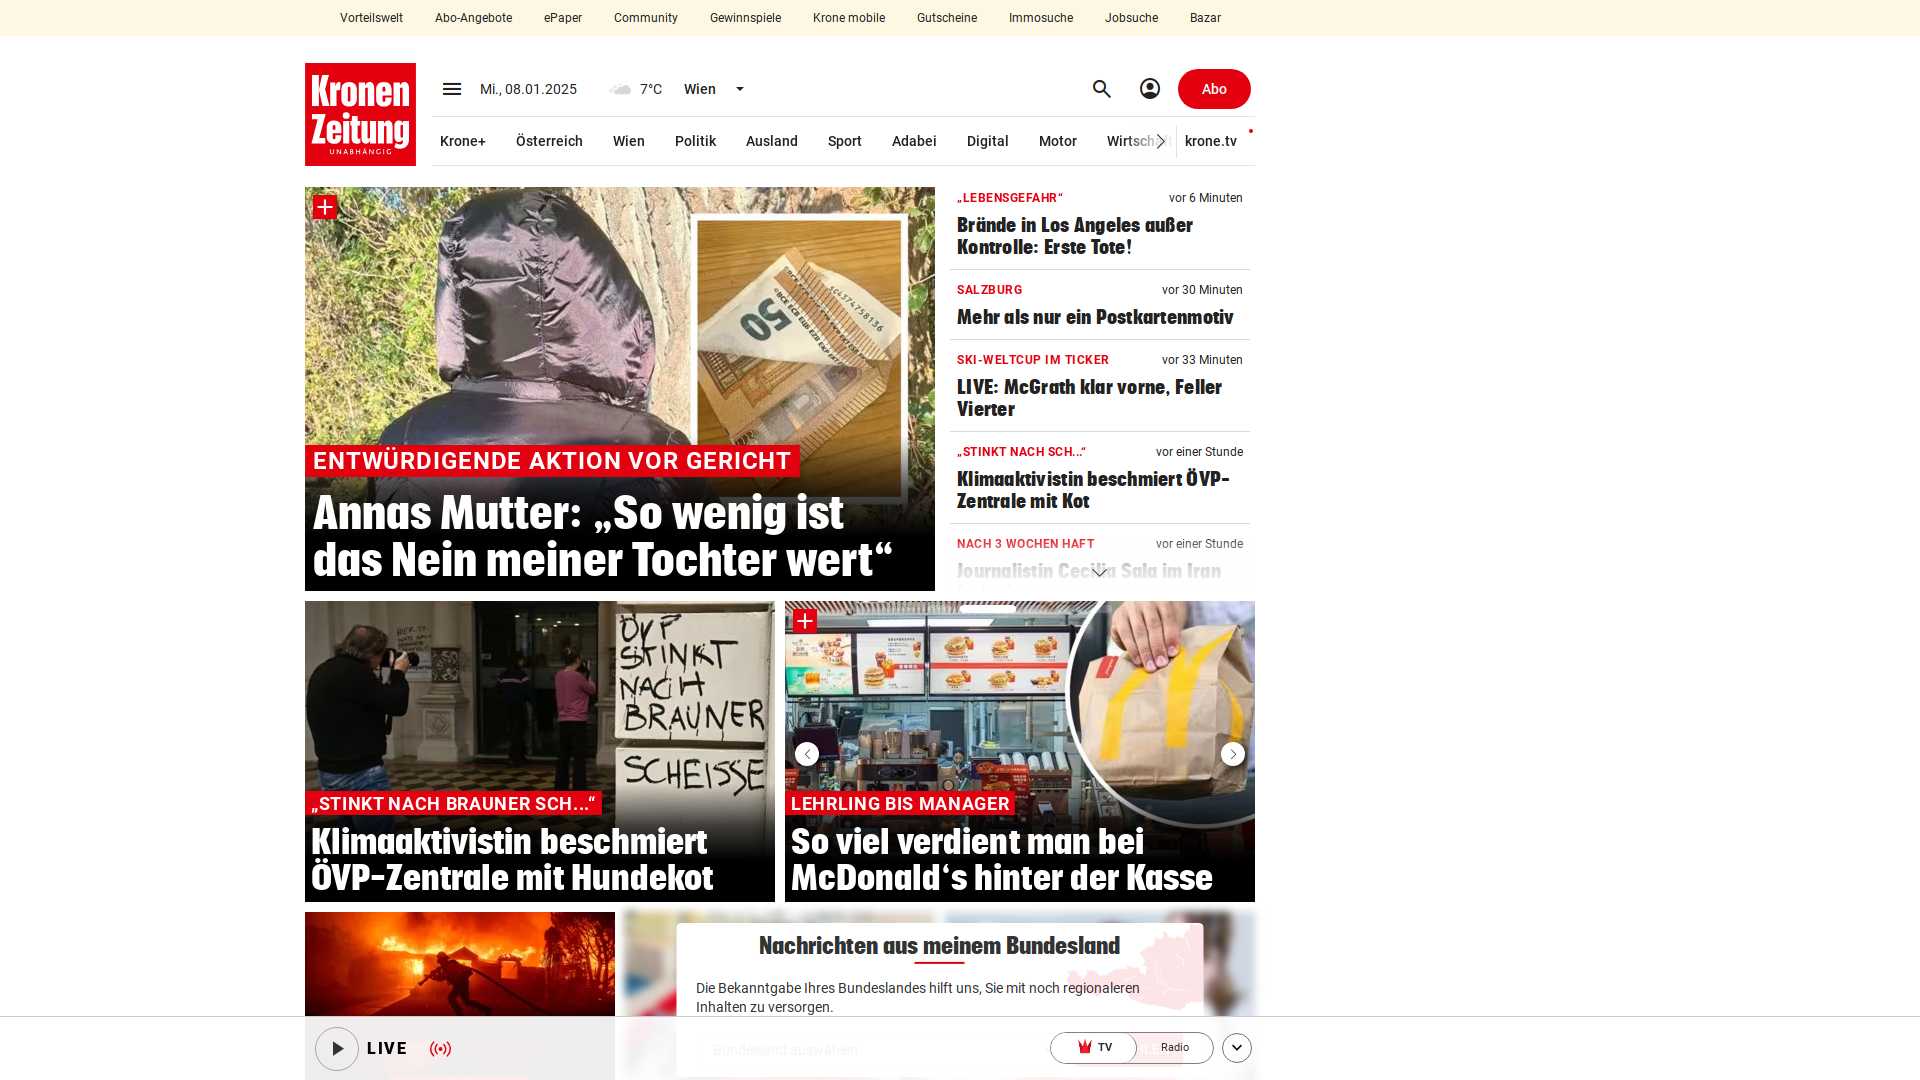 Vorteilswelt Abo-Angebote ePaper Community Gewinnspiele Krone mobile Gutscheine Immosuche Jobsuche Bazar
Kronen
Zeitung
UNABHÄNGIG
Mi., 08.01.2025 7°C Wien
Abo
Krone+ Österreich Wien Politik Ausland Sport Adabei Digital Motor Wirtschaft krone.tv
ENTWÜRDIGENDE AKTION VOR GERICHT
Annas Mutter: „So wenig ist
das Nein meiner Tochter wert“
50
„LEBENSGEFAHR“ vor 6 Minuten
Brände in Los Angeles außer
Kontrolle: Erste Tote!
SALZBURG vor 30 Minuten
Mehr als nur ein Postkartenmotiv
SKI-WELTCUP IM TICKER vor 33 Minuten
LIVE: McGrath klar vorne, Feller
Vierter
„STINKT NACH SCH...“ vor einer Stunde
Klimaaktivistin beschmiert ÖVP-
Zentrale mit Kot
NACH 3 WOCHEN HAFT vor einer Stunde
Journalistin Cecilia Sala im Iran
ÖVP
STINKT
NACH
BRAUNER
SCHEISSE
„STINKT NACH BRAUNER SCH...“
Klimaaktivistin beschmiert
ÖVP-Zentrale mit Hundekot
LEHRLING BIS MANAGER
So viel verdient man bei
McDonald‘s hinter der Kasse
Nachrichten aus meinem Bundesland
Die Bekanntgabe Ihres Bundeslandes hilft uns, Sie mit noch regionaleren
Inhalten zu versorgen.
Bundesland auswählen
LIVE
TV Radio